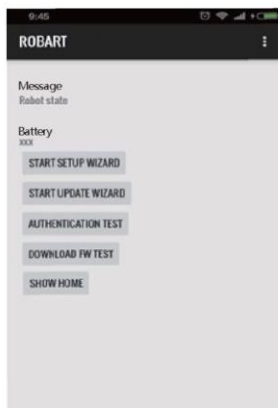 9:45
ROBART
Message
Robot state
Battery
XXX
START SETUP WIZARD
START UPDATE WIZARD
AUTHENTICATION TEST
DOWNLOAD FW TEST
SHOW HOME